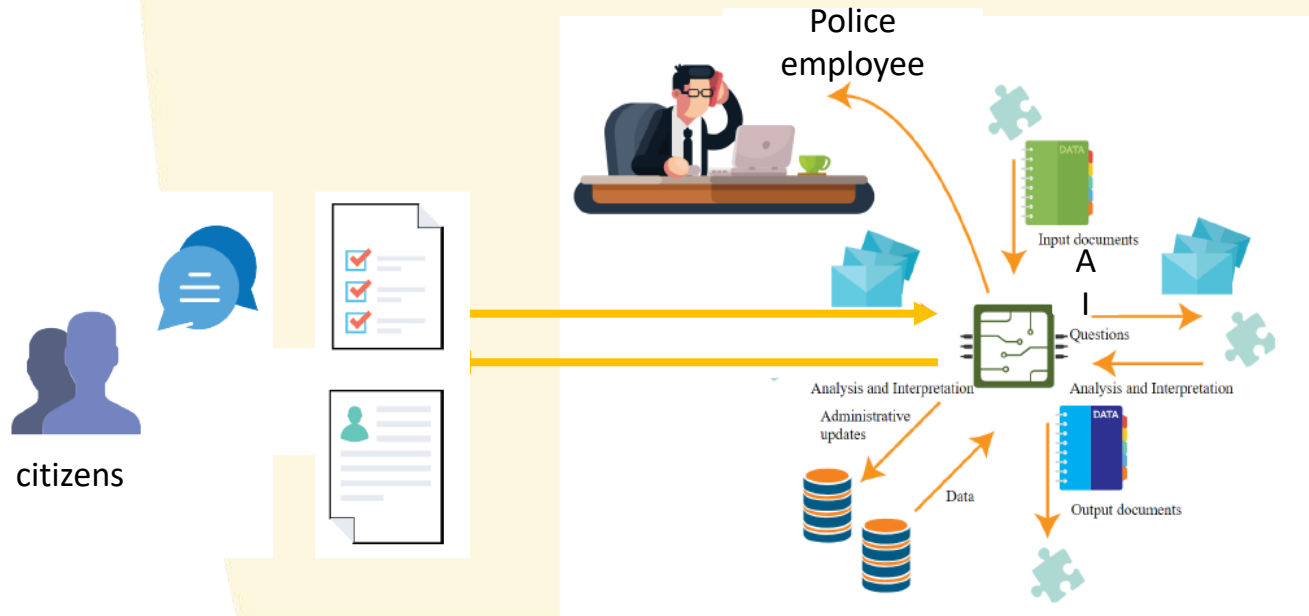 Police
employee
DATA
Input documents
A
I
Questions
Analysis and Interpretation
Analysis and Interpretation
Administrative
updates
DATA
citizens
Data
Output documents